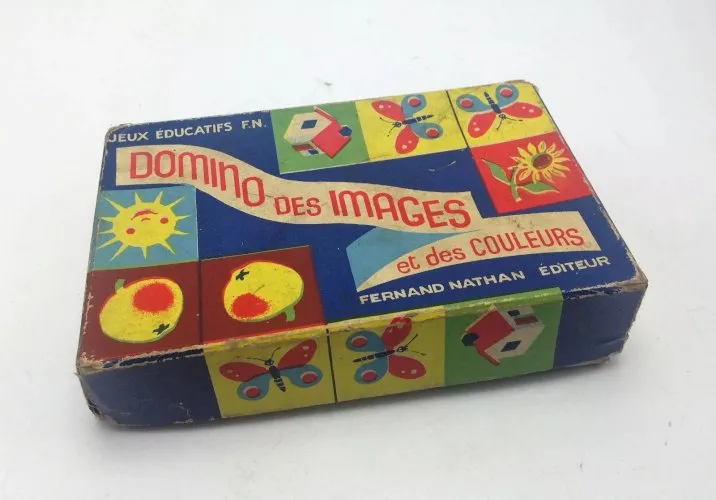 JEUX ÉDUCATIFS F.N.
DOMINO DES IMAGES
et des COULEURS
FERNAND NATHAN ÉDITEUR